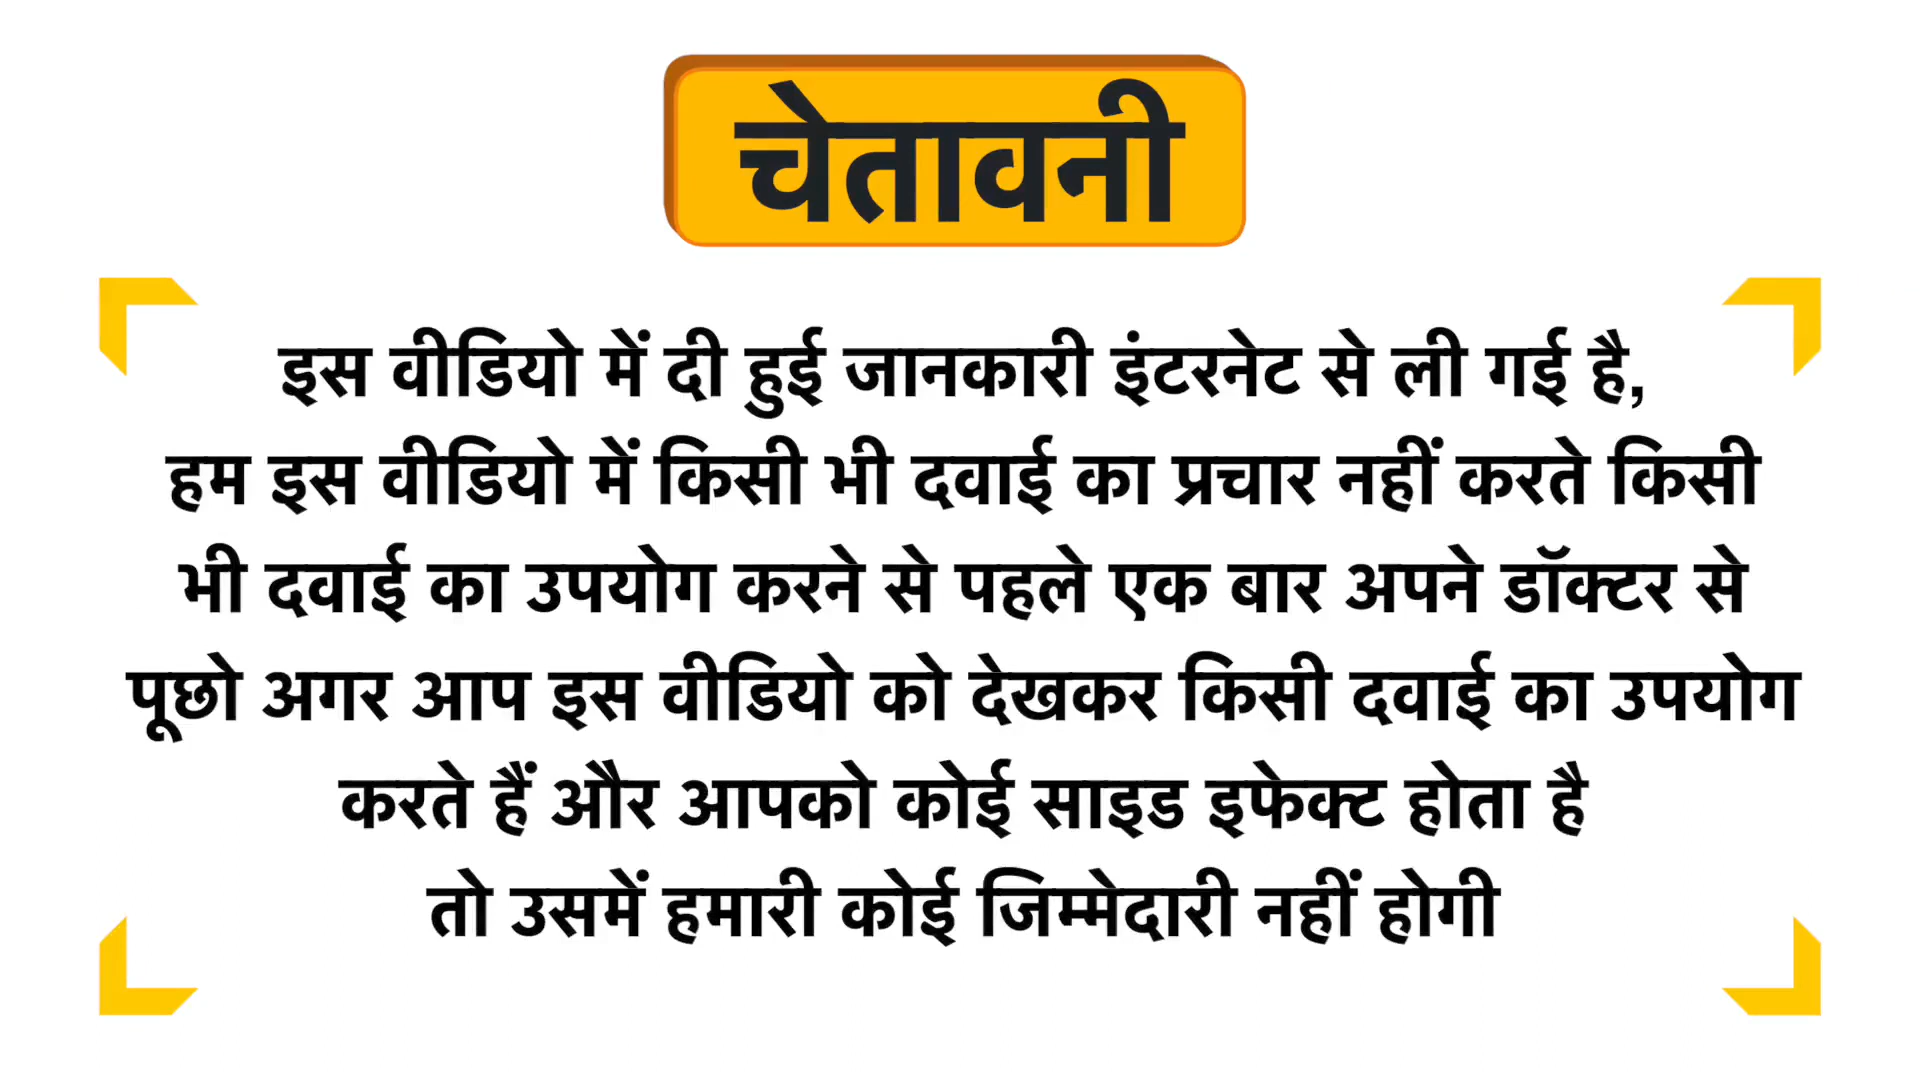 चेतावनी
इस वीडियो में दी हुई जानकारी इंटरनेट से ली गई है,
हम इस वीडियो में किसी भी दवाई का प्रचार नहीं करते किसी
भी दवाई का उपयोग करने से पहले एक बार अपने डॉक्टर से
पूछो अगर आप इस वीडियो को देखकर किसी दवाई का उपयोग
करते हैं और आपको कोई साइड इफेक्ट होता है
तो उसमें हमारी कोई जिम्मेदारी नहीं होगी